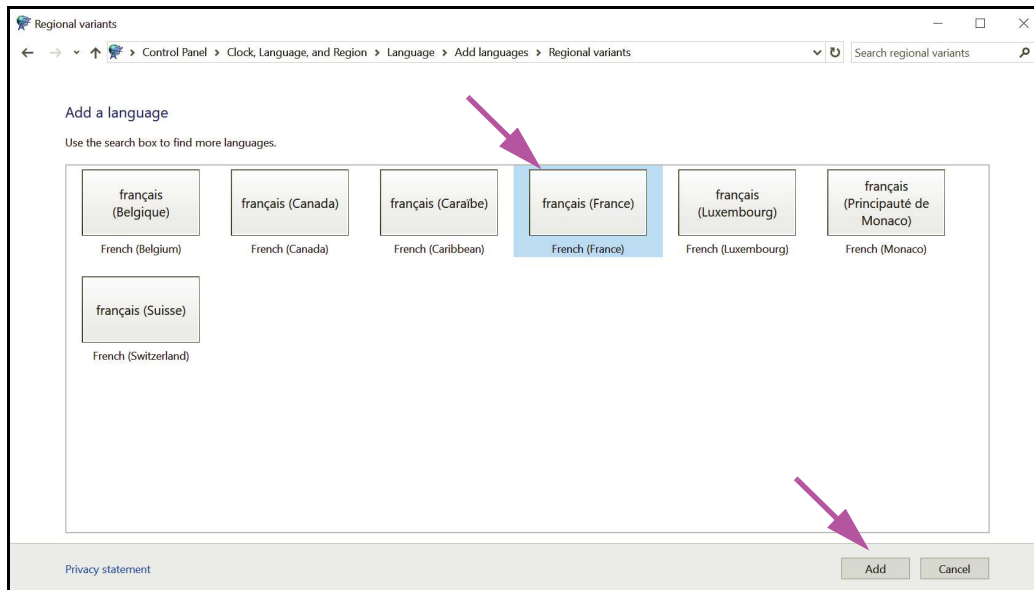 Regional variants
Control Panel > Clock, Language, and Region > Language > Add languages > Regional variants
Search regional variants
Add a language
Use the search box to find more languages.
français
(Belgique)
French (Belgium)
français (Canada)
French (Canada)
français (Caraïbe)
French (Caribbean)
français (France)
French (France)
français
(Luxembourg)
French (Luxembourg)
français
(Principauté de
Monaco)
French (Monaco)
français (Suisse)
French (Switzerland)
Privacy statement
Add
Cancel